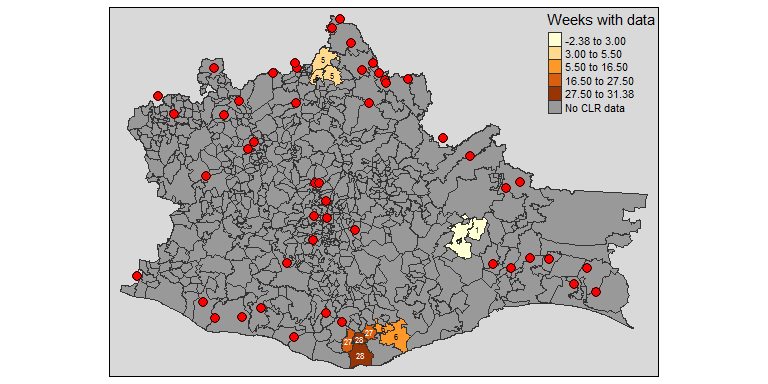 Weeks with data
-2.38 to 3.00
3.00 to 5.50
5.50 to 16.50
16.50 to 27.50
27.50 to 31.38
No CLR data
5
5
1
27
27
28
6
28